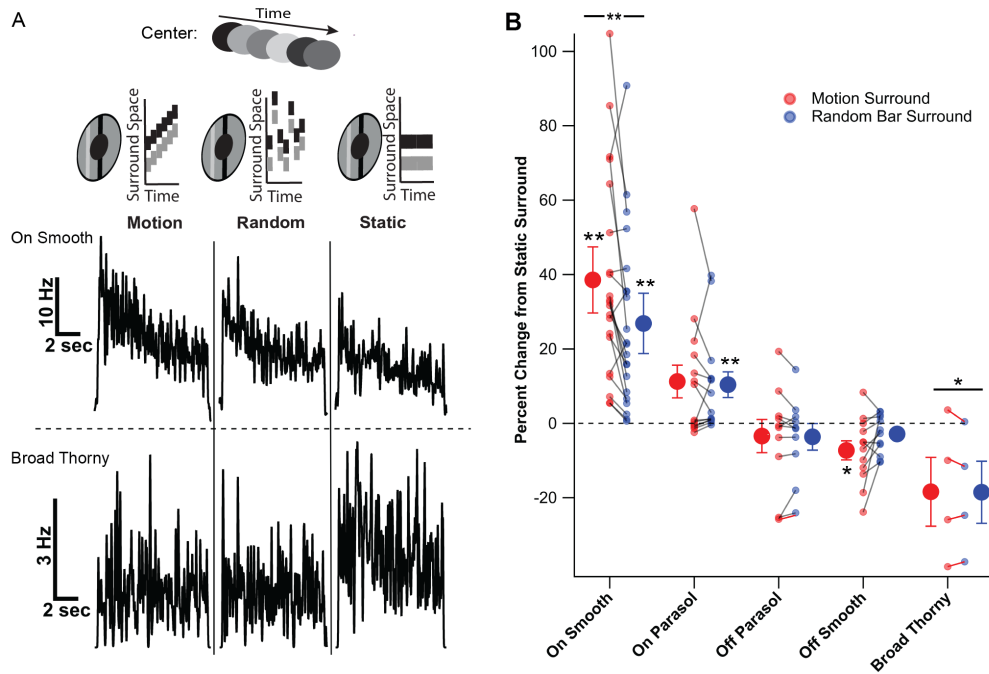 A
Time
Center:
Surround Space
Time
Surround Space
Time
Surround Space
Time
Motion
Random
Static
On Smooth
10 Hz
2 sec
Broad Thorny
3 Hz
2 sec
B
**
Percent Change from Static Surround
100
80
60
40
20
0
-20
Motion Surround
Random Bar Surround
**
**
**
*
*
On Smooth
On Parasol
Off Parasol
Off Smooth
Broad Thorny